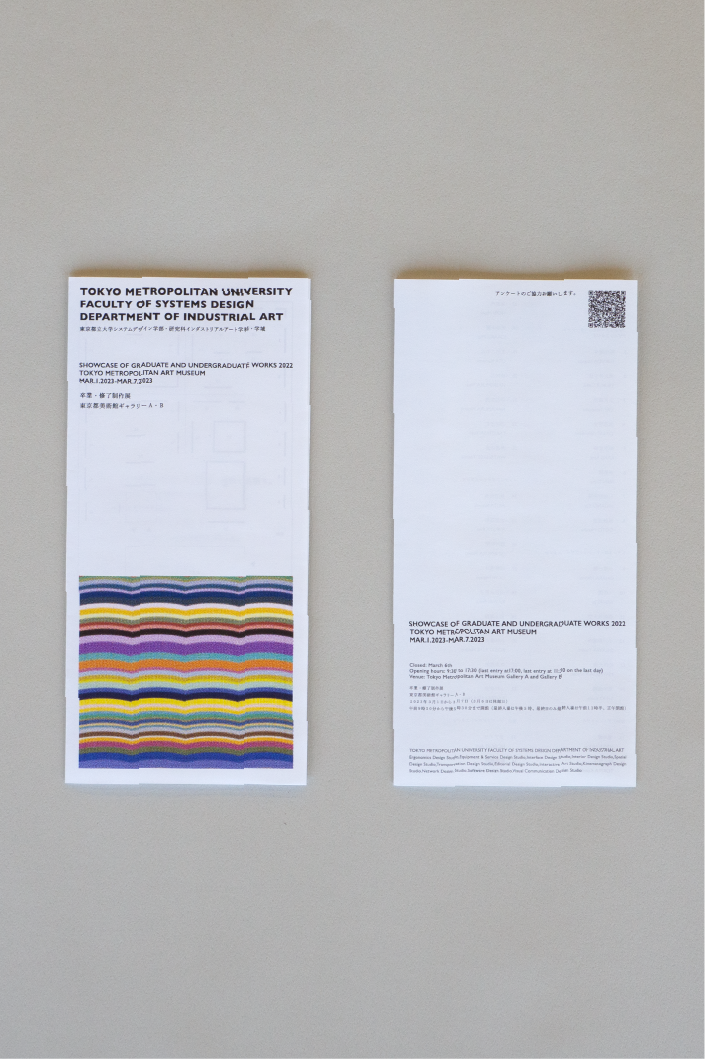 TOKYO METROPOLITAN UNIVERSITY
FACULTY OF SYSTEMS DESIGN
DEPARTMENT OF INDUSTRIAL ART
東京都立大学システムデザイン学部・研究科インダストリアルアート学科・学域
SHOWCASE OF GRADUATE AND UNDERGRADUATE WORKS 2022
TOKYO METROPOLITAN ART MUSEUM
MAR.1.2023-MAR.7.2023
卒業・修了制作展
東京都美術館ギャラリーA・B
アンケートのご協力お願いします。
SHOWCASE OF GRADUATE AND UNDERGRADUATE WORKS 2022
TOKYO METROPOLITAN ART MUSEUM
MAR.1.2023-MAR.7.2023
Closed: March 6th
Opening hours: 9:30 to 17:30 (last entry at17:00, last entry at 11:30 on the last day)
Venue: Tokyo Metropolitan Art Museum Gallery A and Gallery B
卒業・修了制作展
東京都美術館ギャラリーA・B
TOKYO METROPOLITAN UNIVERSITY FACULTY OF SYSTEMS DESIGN DEPARTMENT OF INDUSTRIAL ART
Ergonomics Design Studio,Equipment & Service Design Studio,Interface Design Studio,Interior Design Studio,Spatial
Design Studio,Transportation Design Studio,Editorial Design Studio,Interactive Art Studio,Kinematograph Design
Studio,Network Design Studio,Software Design Studio,Visual Communication Design Studio